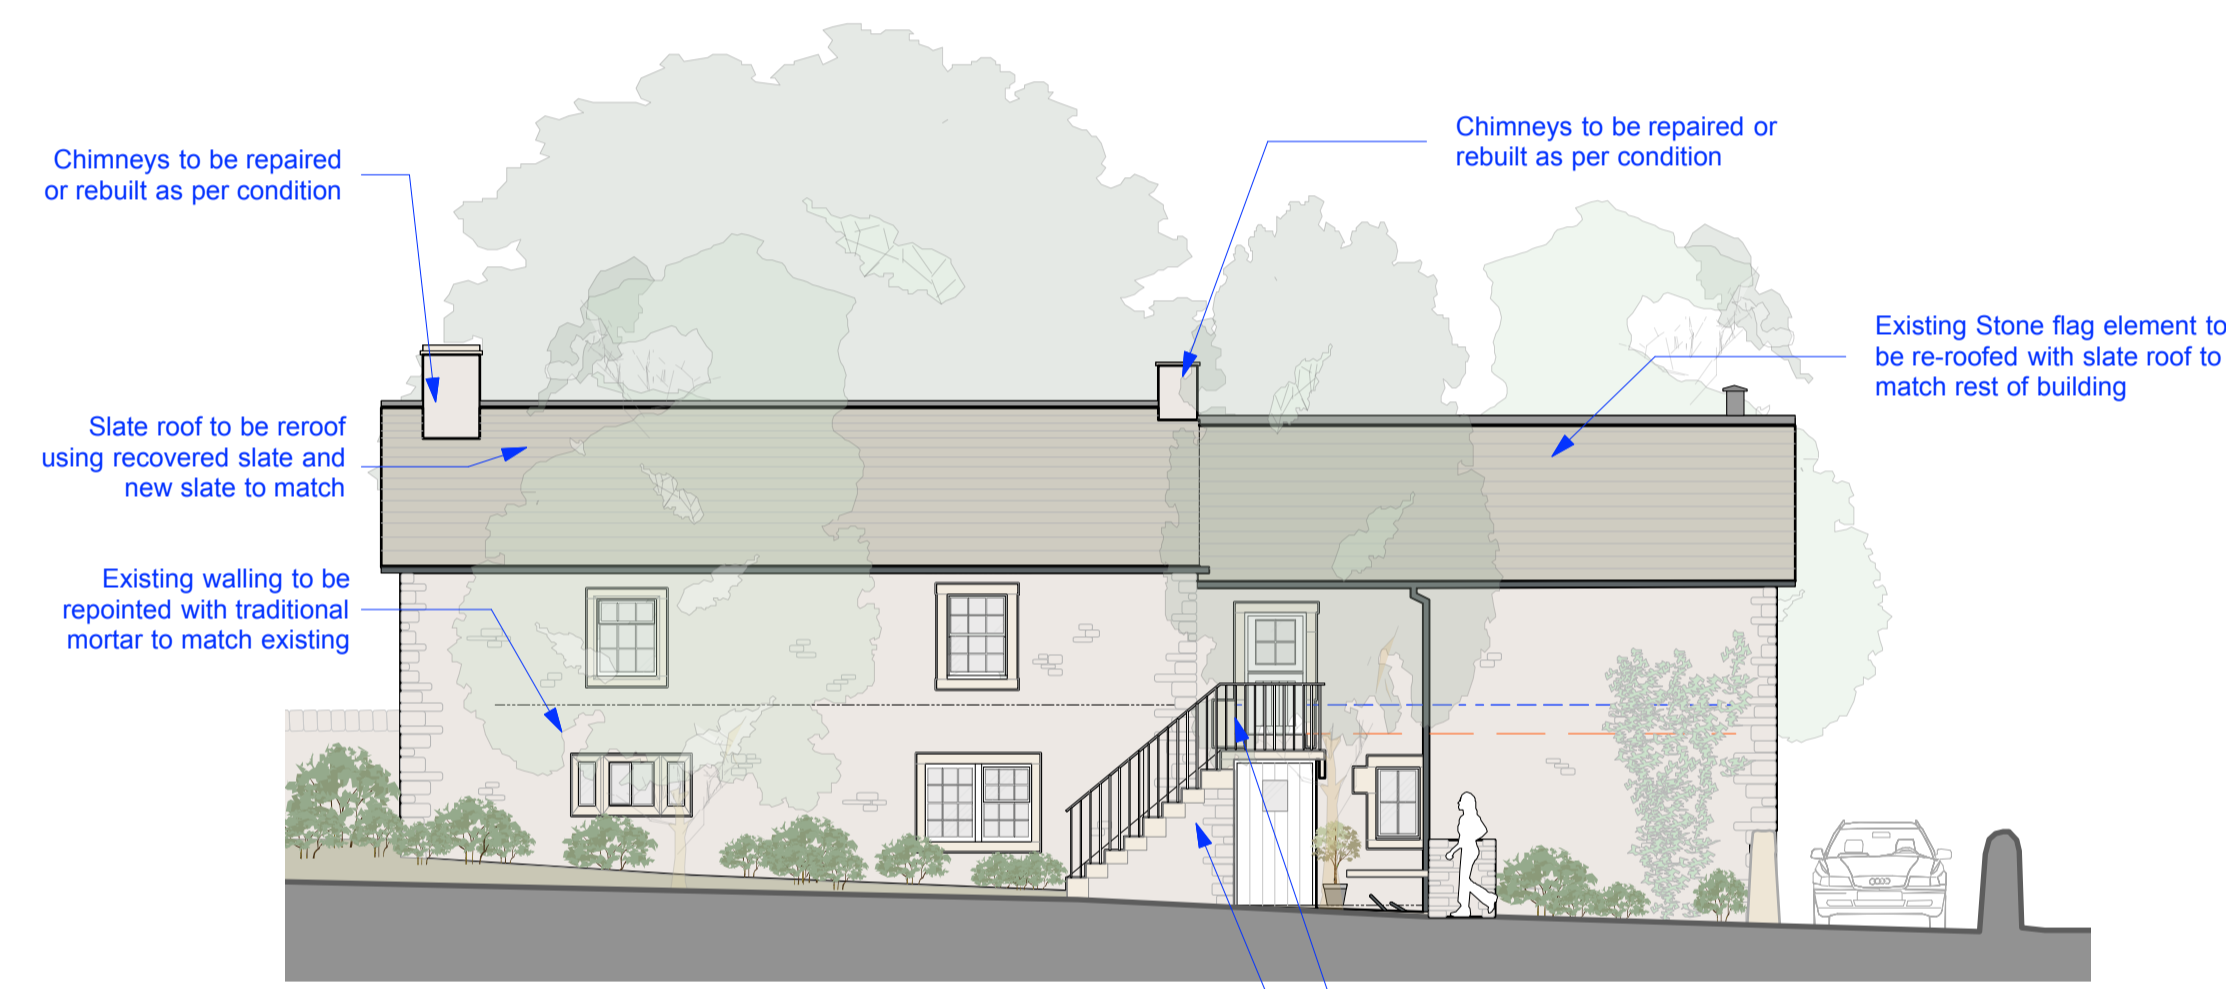 Chimneys to be repaired
or rebuilt as per condition
Chimneys to be repaired or
rebuilt as per condition
Existing Stone flag element to
be re-roofed with slate roof to
match rest of building
Slate roof to be reroof
using recovered slate and
new slate to match
Existing walling to be
repointed with traditional
mortar to match existing